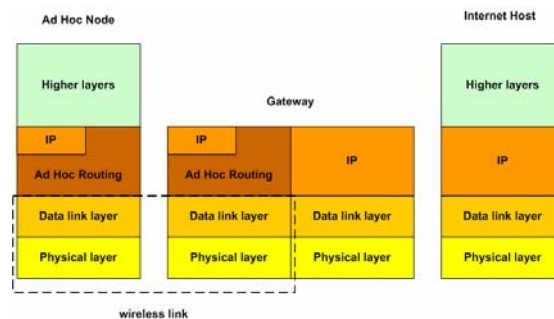 Ad Hoc Node
Internet Host
Higher layers
Higher layers
Gateway
IP
IP
IP
IP
Ad Hoc Routing
Ad Hoc Routing
Data link layer
Data link layer
Data link layer
Data link layer
Physical layer
Physical layer
Physical layer
Physical layer
wireless link